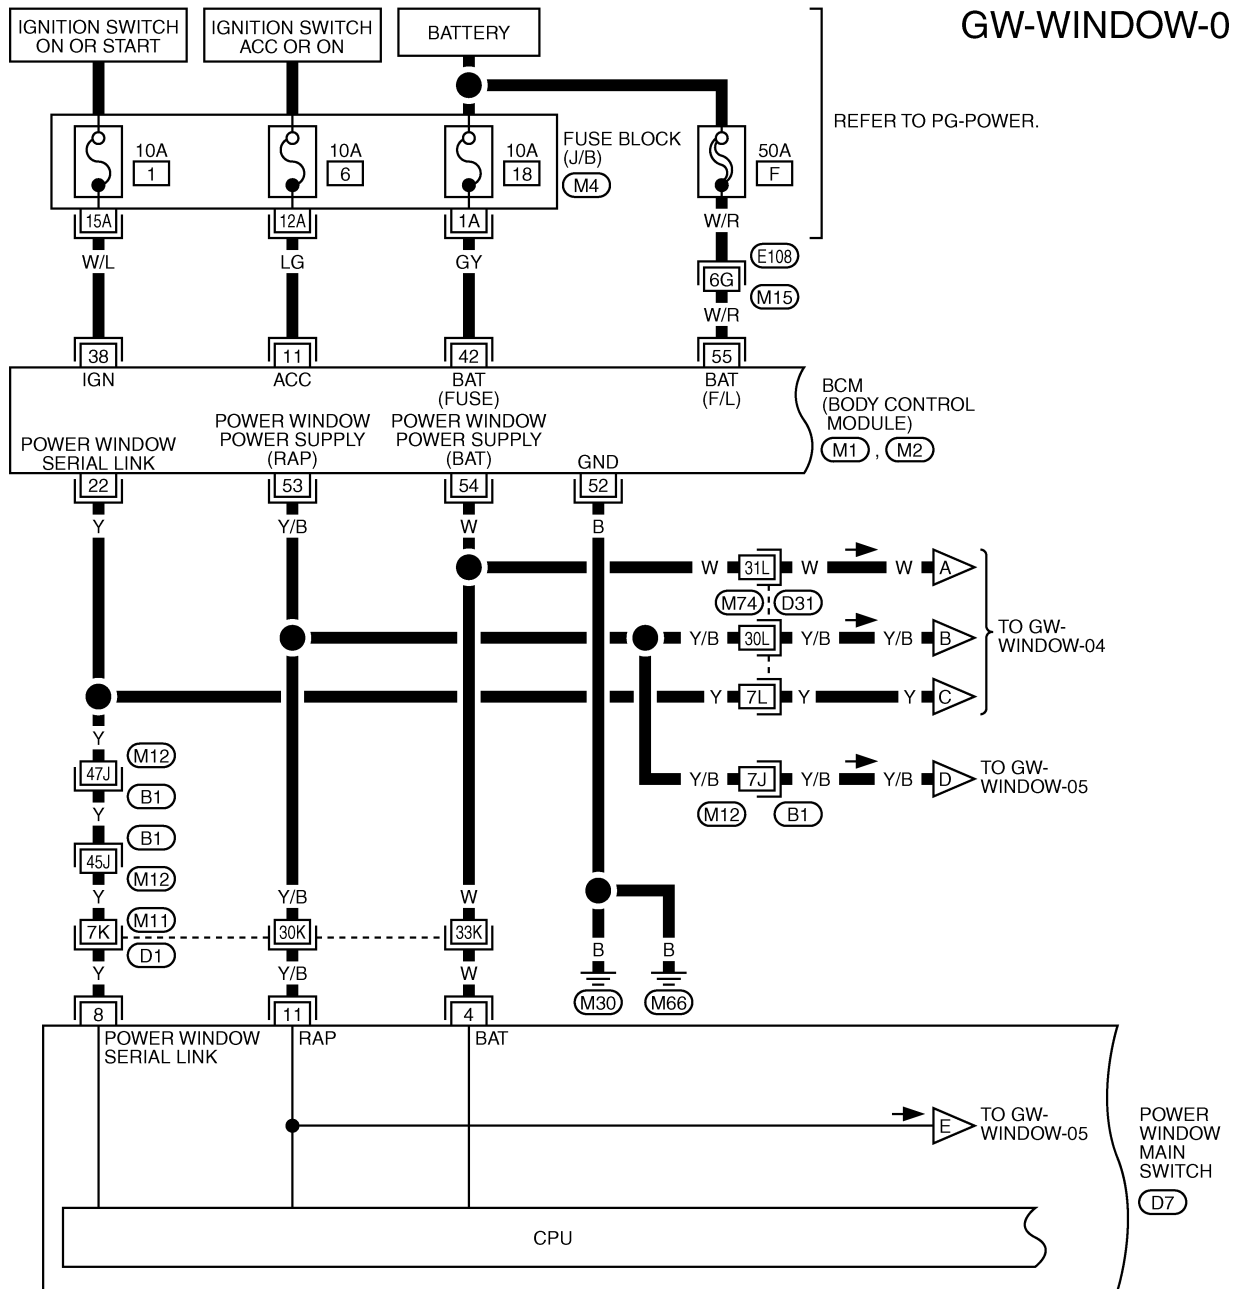 GW-WINDOW-0
IGNITION SWITCH
ON OR START
IGNITION SWITCH
ACC OR ON
BATTERY
REFER TO PG-POWER.
10A
1
10A
6
10A
18
FUSE BLOCK
(J/B)
M4
50A
F
15A
12A
1A
W/R
W/L
LG
GY
E108
6G
M15
W/R
38
11
42
55
IGN
ACC
BAT
(FUSE)
BAT
(F/L)
BCM
(BODY CONTROL
MODULE)
M1 , M2
POWER WINDOW
SERIAL LINK
POWER WINDOW
POWER SUPPLY
(RAP)
POWER WINDOW
POWER SUPPLY
(BAT)
GND
22
53
54
52
Y
Y/B
W
B
W
31L
W
W
A
M74
D31
Y/B
30L
Y/B
Y/B
B
TO GW-
WINDOW-04
Y
7L
Y
Y
C
Y
M12
47J
B1
Y/B
7J
Y/B
Y/B
D
TO GW-
WINDOW-05
M12
B1
Y
B1
45J
M12
Y
Y/B
W
M11
7K
30K
33K
D1
B
B
Y
Y/B
W
M30
M66
8
11
4
POWER WINDOW
SERIAL LINK
RAP
BAT
E
TO GW-
WINDOW-05
POWER
WINDOW
MAIN
SWITCH
D7
CPU